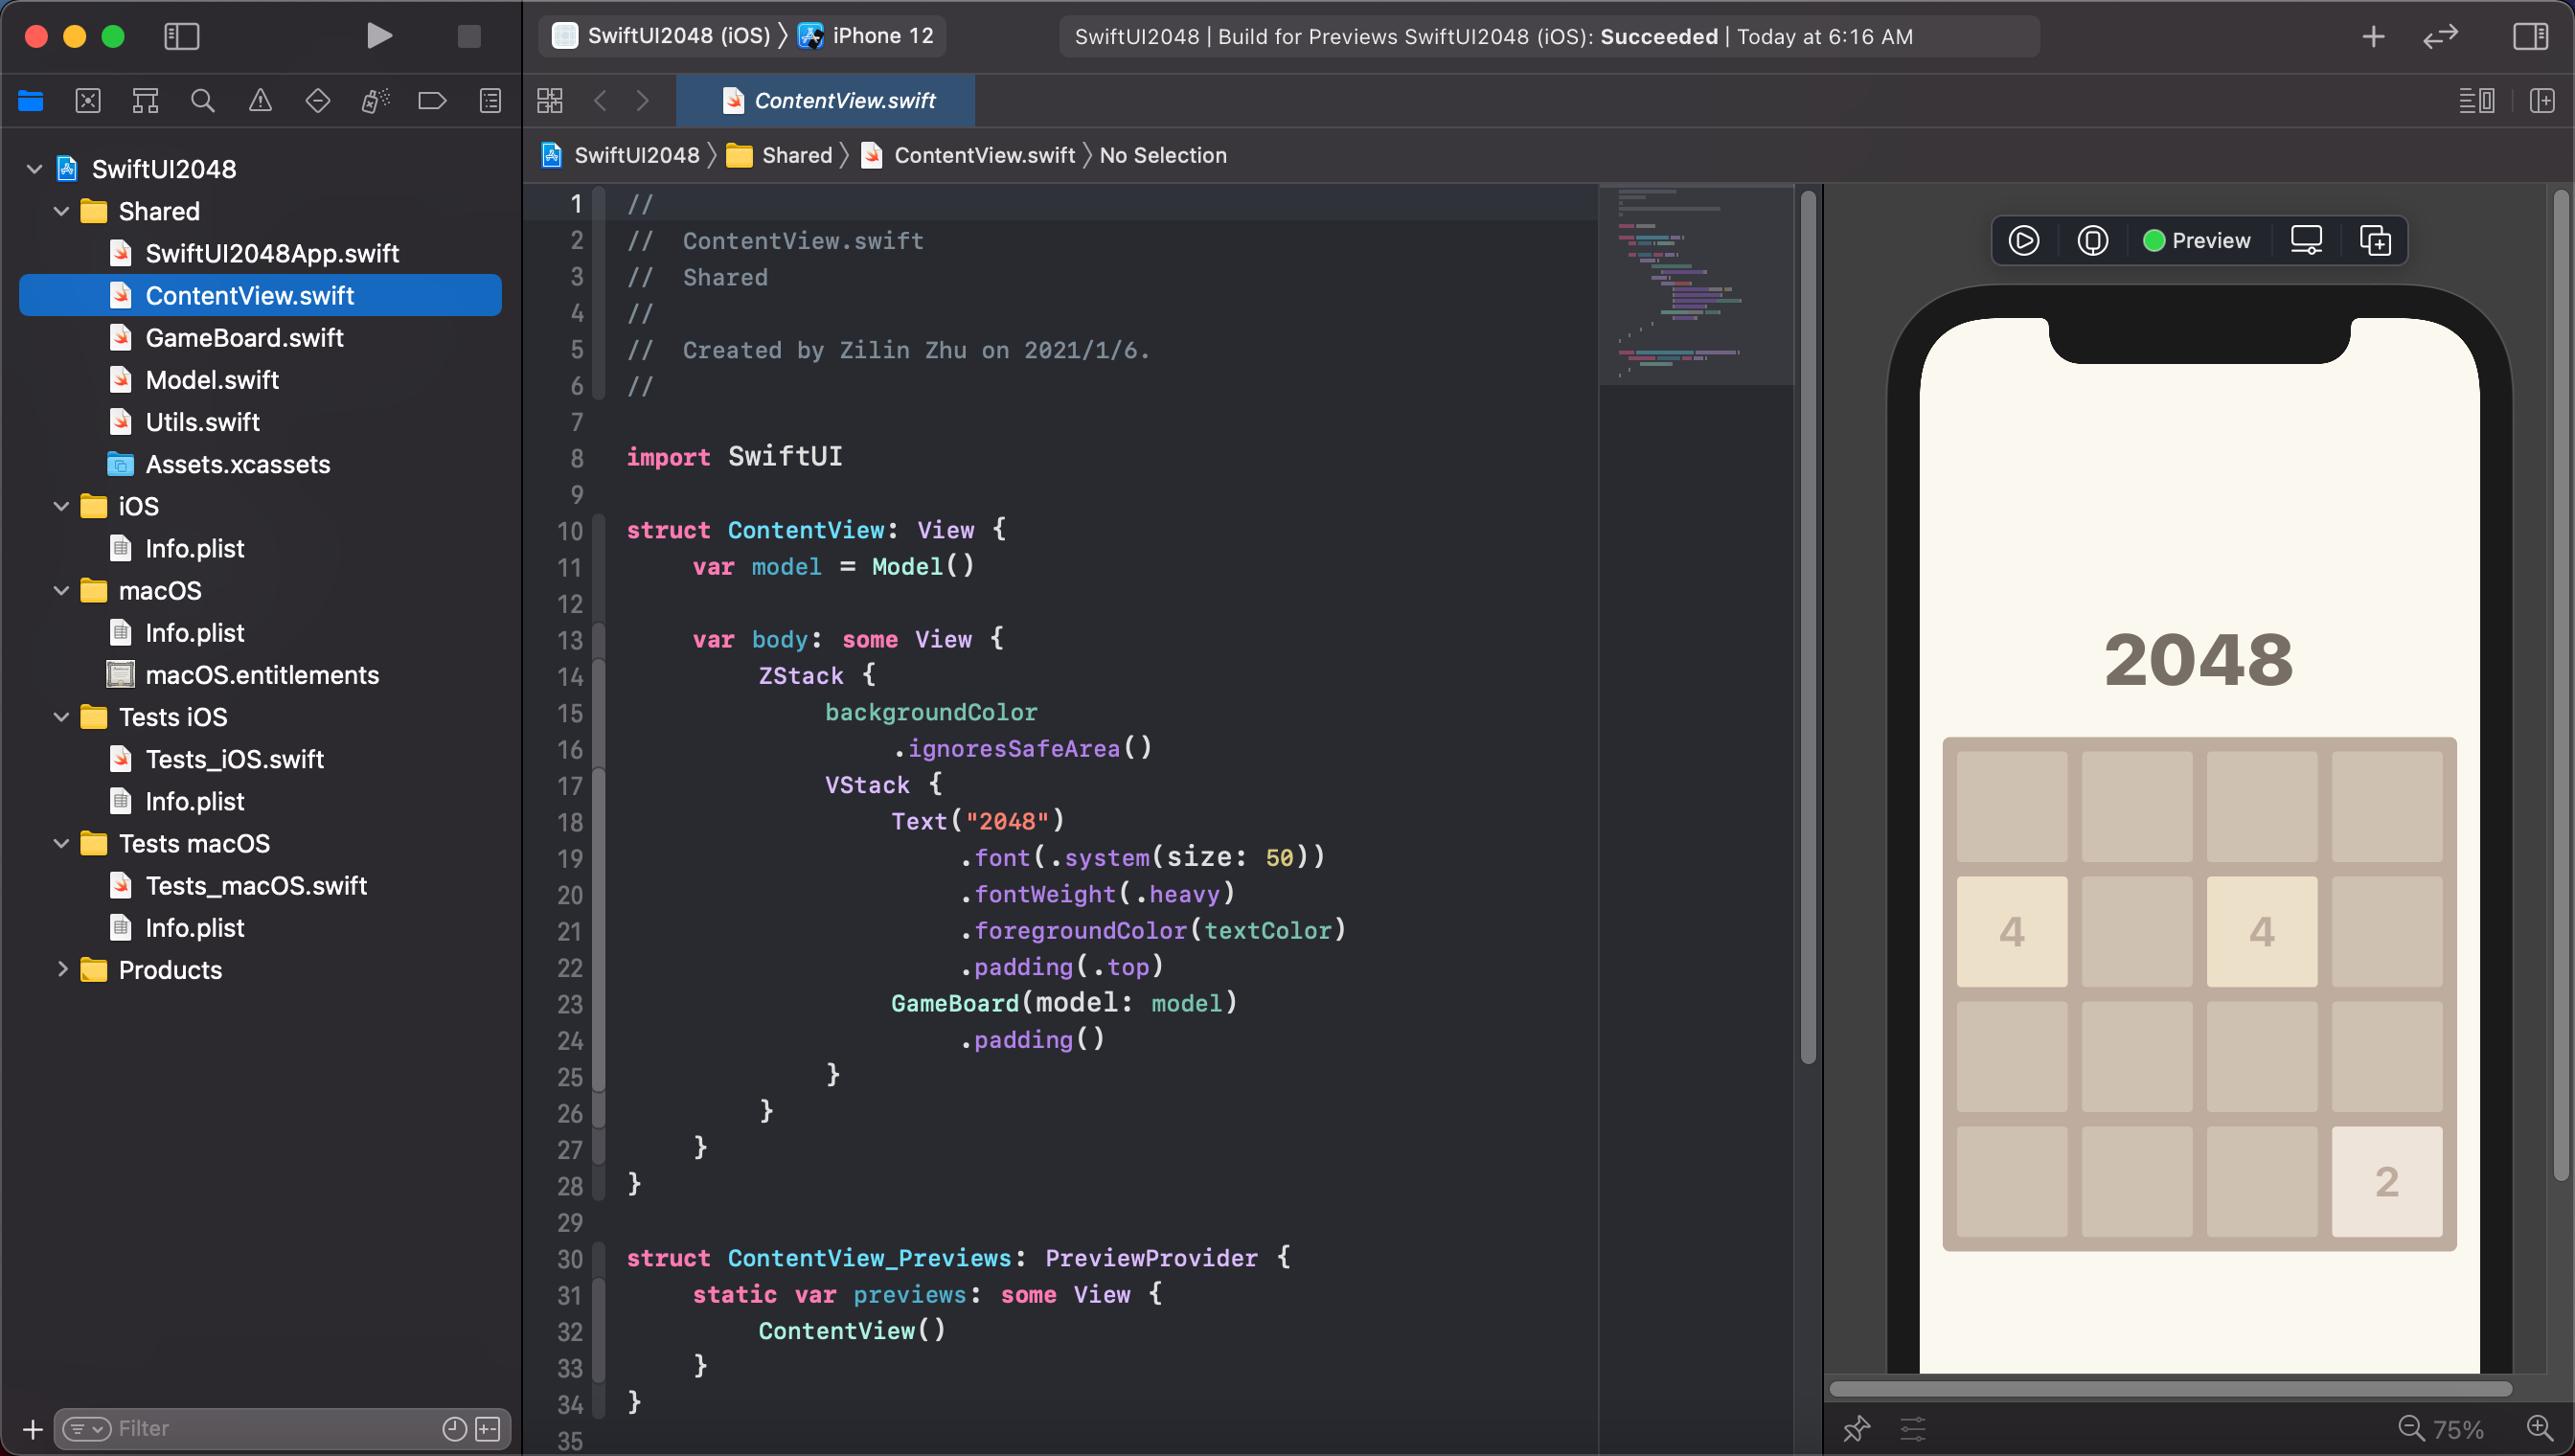 SwiftUI2048 (iOS) 〉 iPhone 12
SwiftUI2048 | Build for Previews SwiftUI2048 (iOS): Succeeded | Today at 6:16 AM
ContentView.swift
SwiftUI2048 〉 Shared 〉 ContentView.swift 〉 No Selection
SwiftUI2048
Shared
SwiftUI2048App.swift
ContentView.swift
GameBoard.swift
Model.swift
Utils.swift
Assets.xcassets
iOS
Info.plist
macOS
Info.plist
macOS.entitlements
Tests iOS
Tests_iOS.swift
Info.plist
Tests macOS
Tests_macOS.swift
Info.plist
Products
Filter
1 //
2 //  ContentView.swift
3 //  Shared
4 //
5 //  Created by Zilin Zhu on 2021/1/6.
6 //
7
8 import SwiftUI
9
10 struct ContentView: View {
11     var model = Model()
12
13     var body: some View {
14         ZStack {
15             backgroundColor
16                 .ignoresSafeArea()
17             VStack {
18                 Text("2048")
19                     .font(.system(size: 50))
20                     .fontWeight(.heavy)
21                     .foregroundColor(textColor)
22                     .padding(.top)
23                 GameBoard(model: model)
24                     .padding()
25             }
26         }
27     }
28 }
29
30 struct ContentView_Previews: PreviewProvider {
31     static var previews: some View {
32         ContentView()
33     }
34 }
35
Preview
2048
4 4
2
75%